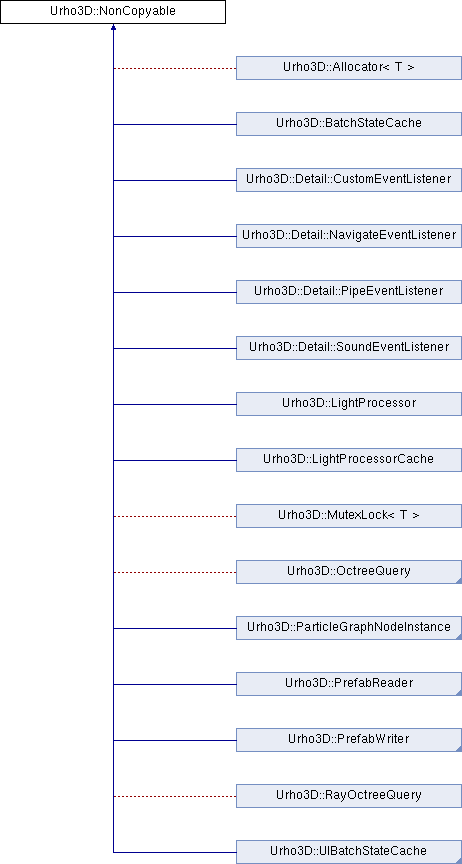 Urho3D::NonCopyable
Urho3D::Allocator< T >
Urho3D::BatchStateCache
Urho3D::Detail::CustomEventListener
Urho3D::Detail::NavigateEventListener
Urho3D::Detail::PipeEventListener
Urho3D::Detail::SoundEventListener
Urho3D::LightProcessor
Urho3D::LightProcessorCache
Urho3D::MutexLock< T >
Urho3D::OctreeQuery
Urho3D::ParticleGraphNodeInstance
Urho3D::PrefabReader
Urho3D::PrefabWriter
Urho3D::RayOctreeQuery
Urho3D::UIBatchStateCache